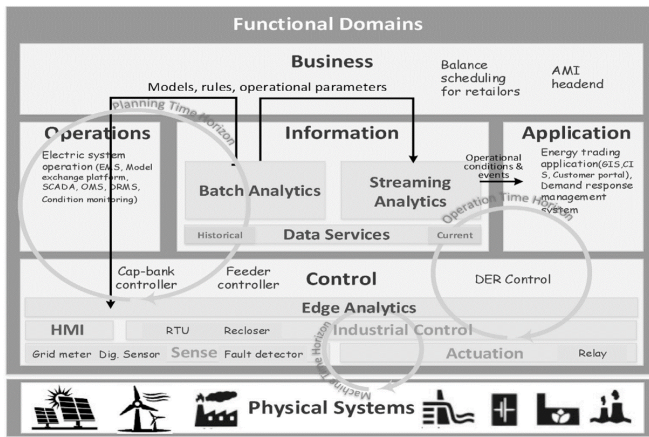 Functional Domains
Business
Models, rules, operational parameters
Balance
scheduling
for retailors
AMI
headend
Planning Time Horizon
Operations
Electric system
operation (EMS, Model
exchange platform,
SCADA, OMS, DRMS,
Condition monitoring)
Information
Batch Analytics
Streaming
Analytics
Historical
Data Services
Current
Operational
conditions &
events
Application
Energy trading
application(GIS,CI
S, Customer portal),
Demand response
management
system
Operation Time Horizon
Cap-bank
controller
Feeder
controller
Control
DER Control
Edge Analytics
HMI
RTU
Recloser
Industrial Control
Grid meter
Dig. Sensor
Sense
Fault detector
Actuation
Relay
Machine Time Horizon
Physical Systems